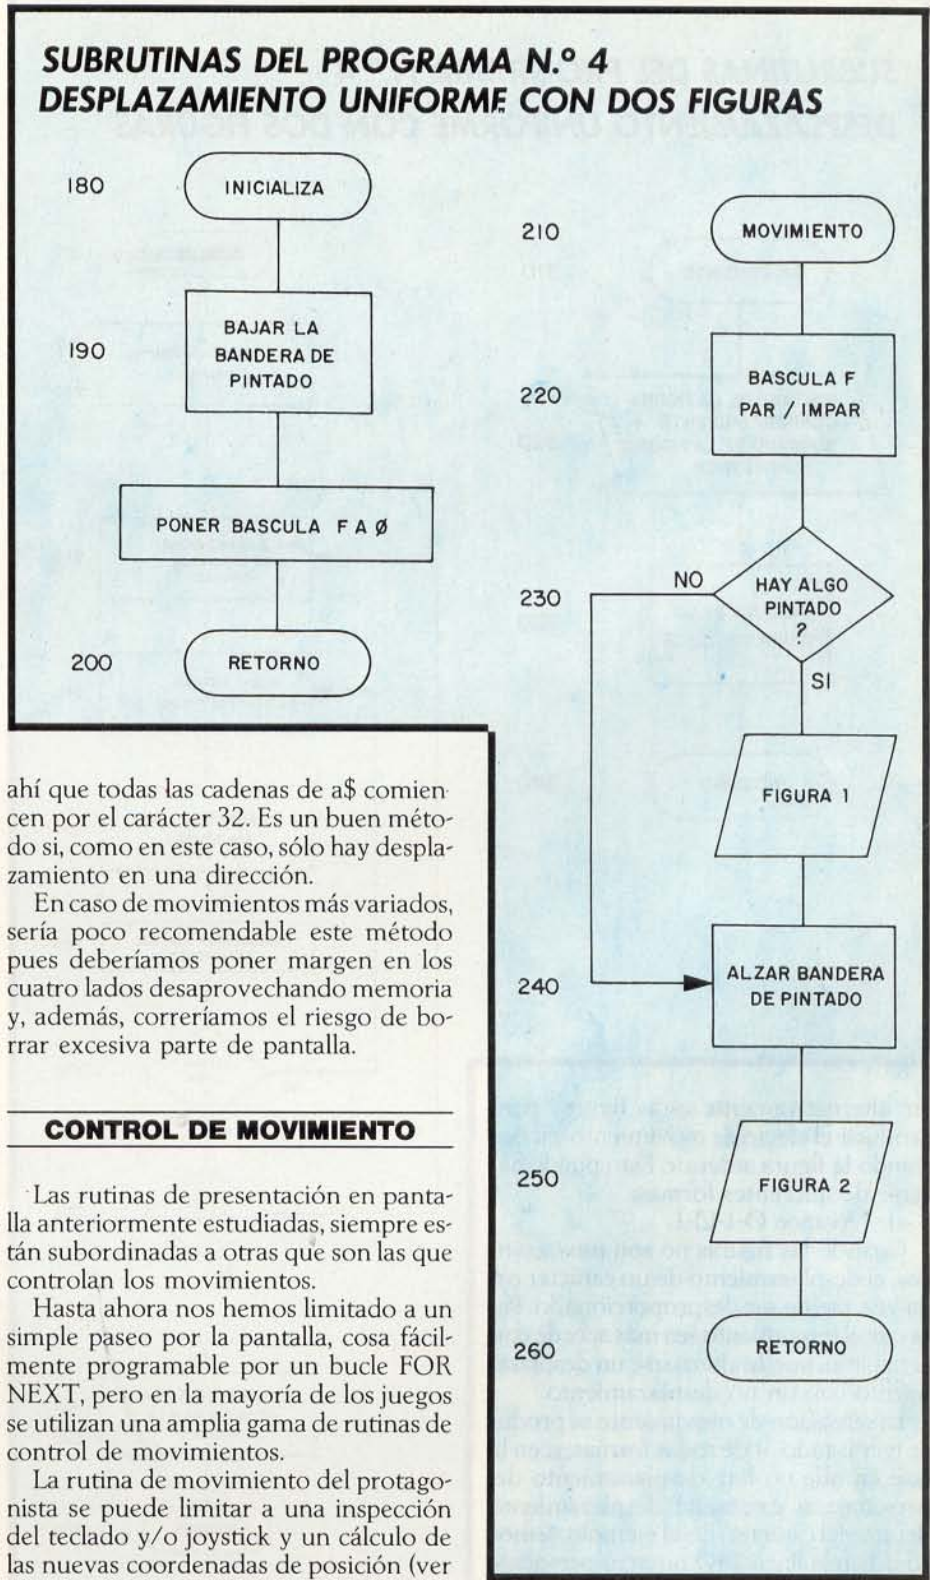 SUBRUTINAS DEL PROGRAMA N.º 4
DESPLAZAMIENTO UNIFORME CON DOS FIGURAS
180
INICIALIZA
190
BAJAR LA
BANDERA DE
PINTADO
PONER BASCULA F A Ø
200
RETORNO
210
MOVIMIENTO
220
BASCULA F
PAR / IMPAR
230
NO
HAY ALGO
PINTADO
?
SI
FIGURA 1
240
ALZAR BANDERA
DE PINTADO
250
FIGURA 2
260
RETORNO
ahí que todas las cadenas de a$ comien-
cen por el carácter 32. Es un buen méto-
do si, como en este caso, sólo hay despla-
zamiento en una dirección.
En caso de movimientos más variados,
sería poco recomendable este método
pues deberíamos poner margen en los
cuatro lados desaprovechando memoria
y, además, correríamos el riesgo de bo-
rrar excesiva parte de pantalla.
CONTROL DE MOVIMIENTO
Las rutinas de presentación en panta-
lla anteriormente estudiadas, siempre es-
tán subordinadas a otras que son las que
controlan los movimientos.
Hasta ahora nos hemos limitado a un
simple paseo por la pantalla, cosa fácil-
mente programable por un bucle FOR
NEXT, pero en la mayoría de los juegos
se utilizan una amplia gama de rutinas de
control de movimientos.
La rutina de movimiento del protago-
nista se puede limitar a una inspección
del teclado y/o joystick y un cálculo de
las nuevas coordenadas de posición (ver